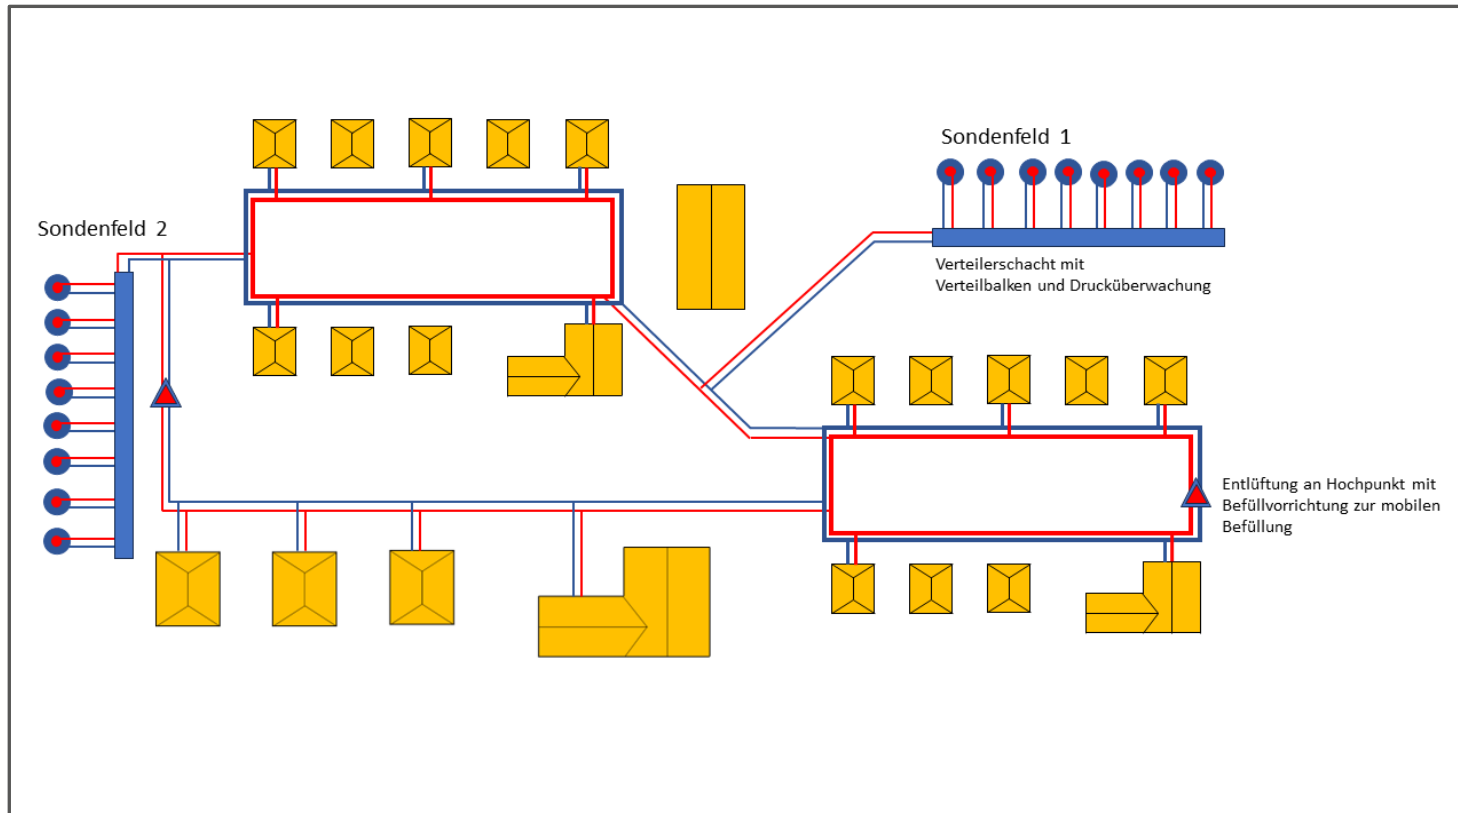 Sondenfeld 1
Sondenfeld 2
Verteilerschacht mit
Verteilbalken und Drucküberwachung
Entlüftung an Hochpunkt mit
Befüllvorrichtung zur mobilen
Befüllung